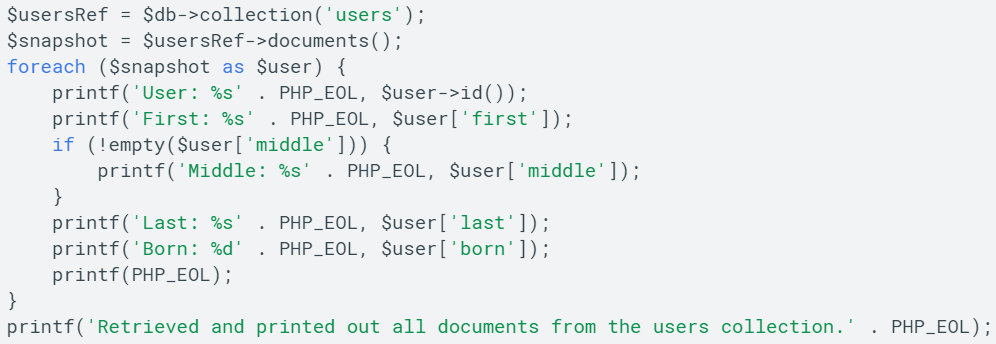 $usersRef = $db->collection('users');
$snapshot = $usersRef->documents();
foreach ($snapshot as $user) {
    printf('User: %s' . PHP_EOL, $user->id());
    printf('First: %s' . PHP_EOL, $user['first']);
    if (!empty($user['middle'])) {
        printf('Middle: %s' . PHP_EOL, $user['middle']);
    }
    printf('Last: %s' . PHP_EOL, $user['last']);
    printf('Born: %d' . PHP_EOL, $user['born']);
    printf(PHP_EOL);
}
printf('Retrieved and printed out all documents from the users collection.' . PHP_EOL);